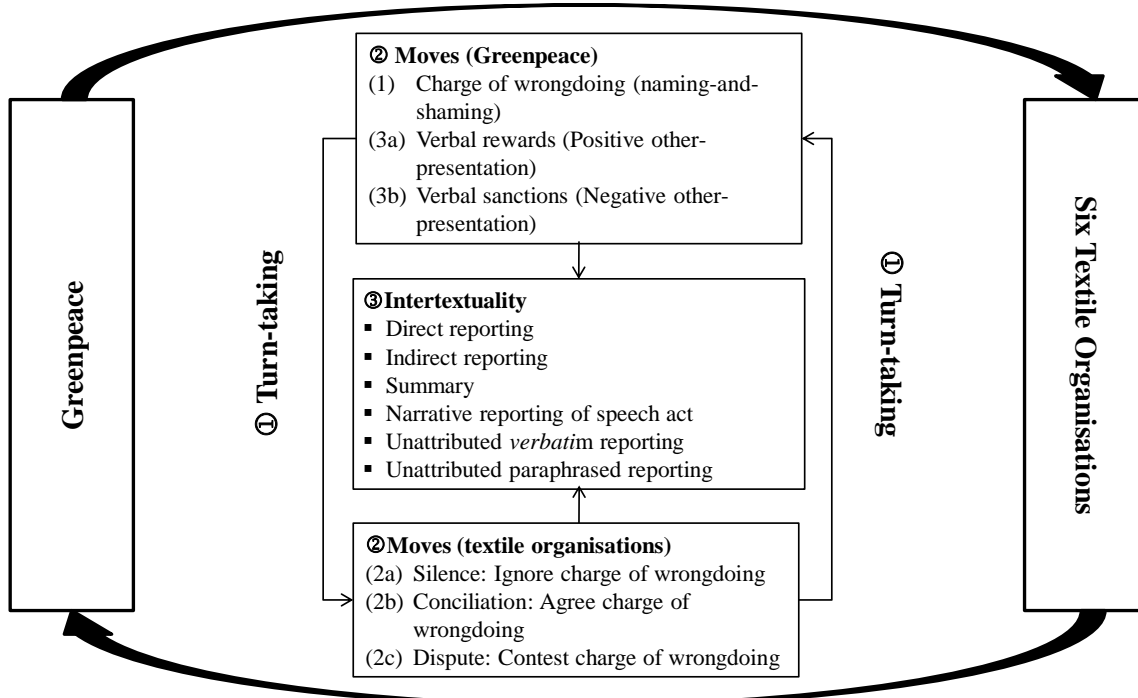 ② Moves (Greenpeace)
(1) Charge of wrongdoing (naming-and-
shaming)
(3a) Verbal rewards (Positive other-
presentation)
(3b) Verbal sanctions (Negative other-
presentation)
Greenpeace
① Turn-taking
③Intertextuality
▪ Direct reporting
▪ Indirect reporting
▪ Summary
▪ Narrative reporting of speech act
▪ Unattributed verbatim reporting
▪ Unattributed paraphrased reporting
① Turn-taking
Six Textile Organisations
②Moves (textile organisations)
(2a) Silence: Ignore charge of wrongdoing
(2b) Conciliation: Agree charge of
wrongdoing
(2c) Dispute: Contest charge of wrongdoing